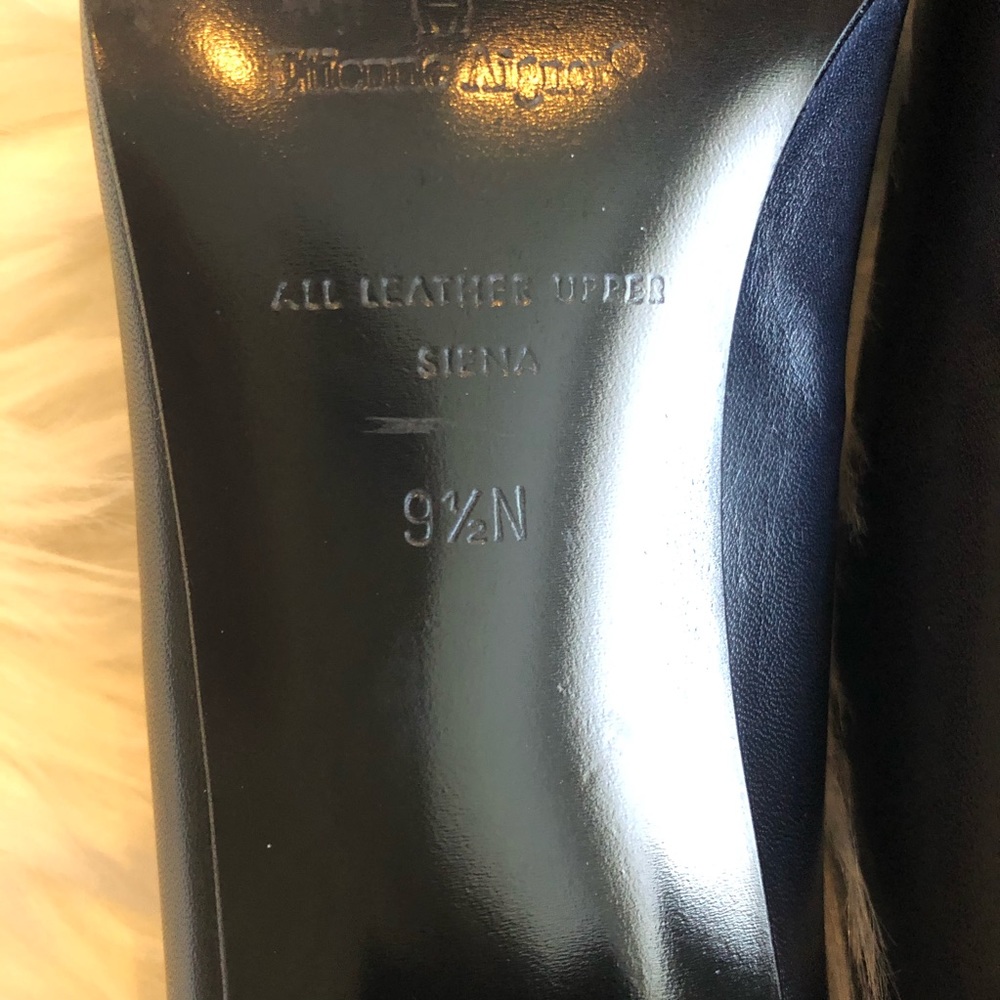 Etienne Aigner®
ALL LEATHER UPPER
SIENA
9½N